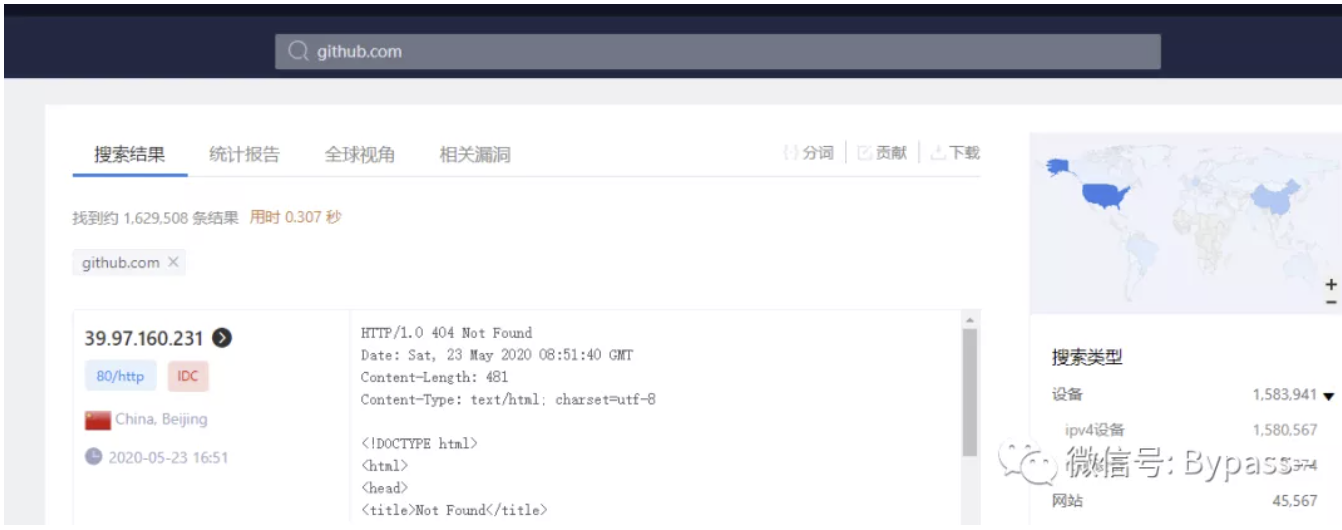 github.com
搜索结果 统计报告 全球视角 相关漏洞 分词 贡献 下载
找到约 1,629,508 条结果 用时 0.307 秒
github.com ×
39.97.160.231
80/http IDC
China, Beijing
2020-05-23 16:51
HTTP/1.0 404 Not Found
Date: Sat, 23 May 2020 08:51:40 GMT
Content-Length: 481
Content-Type: text/html; charset=utf-8
<!DOCTYPE html>
<html>
<head>
<title>Not Found</title>
+
−
搜索类型
设备 1,583,941
ipv4设备 1,580,567
微信号: Bypass
网站 45,567